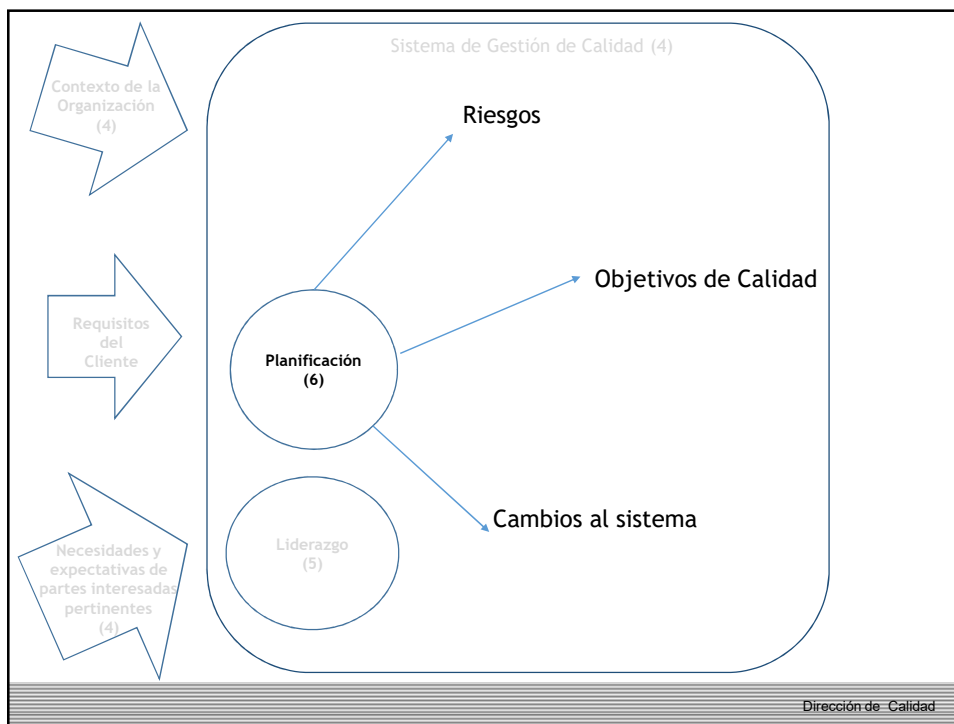 Sistema de Gestión de Calidad (4)
Contexto de la
Organización
(4)
Riesgos
Objetivos de Calidad
Requisitos
del
Cliente
Planificación
(6)
Cambios al sistema
Liderazgo
(5)
Necesidades y
expectativas de
partes interesadas
pertinentes
(4)
Dirección de Calidad